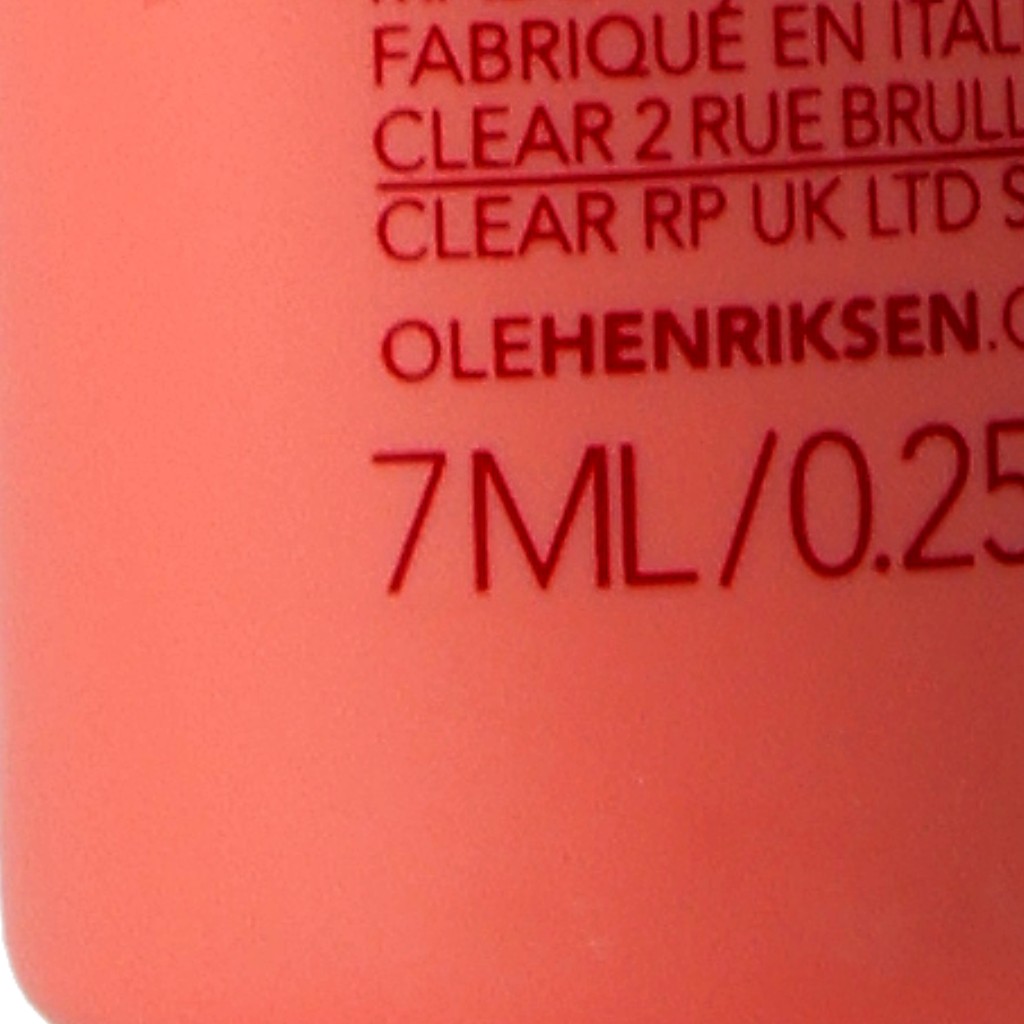 FABRIQUÉ EN ITAL
CLEAR 2 RUE BRULL
CLEAR RP UK LTD S
OLEHENRIKSEN.C
7ML/0.25